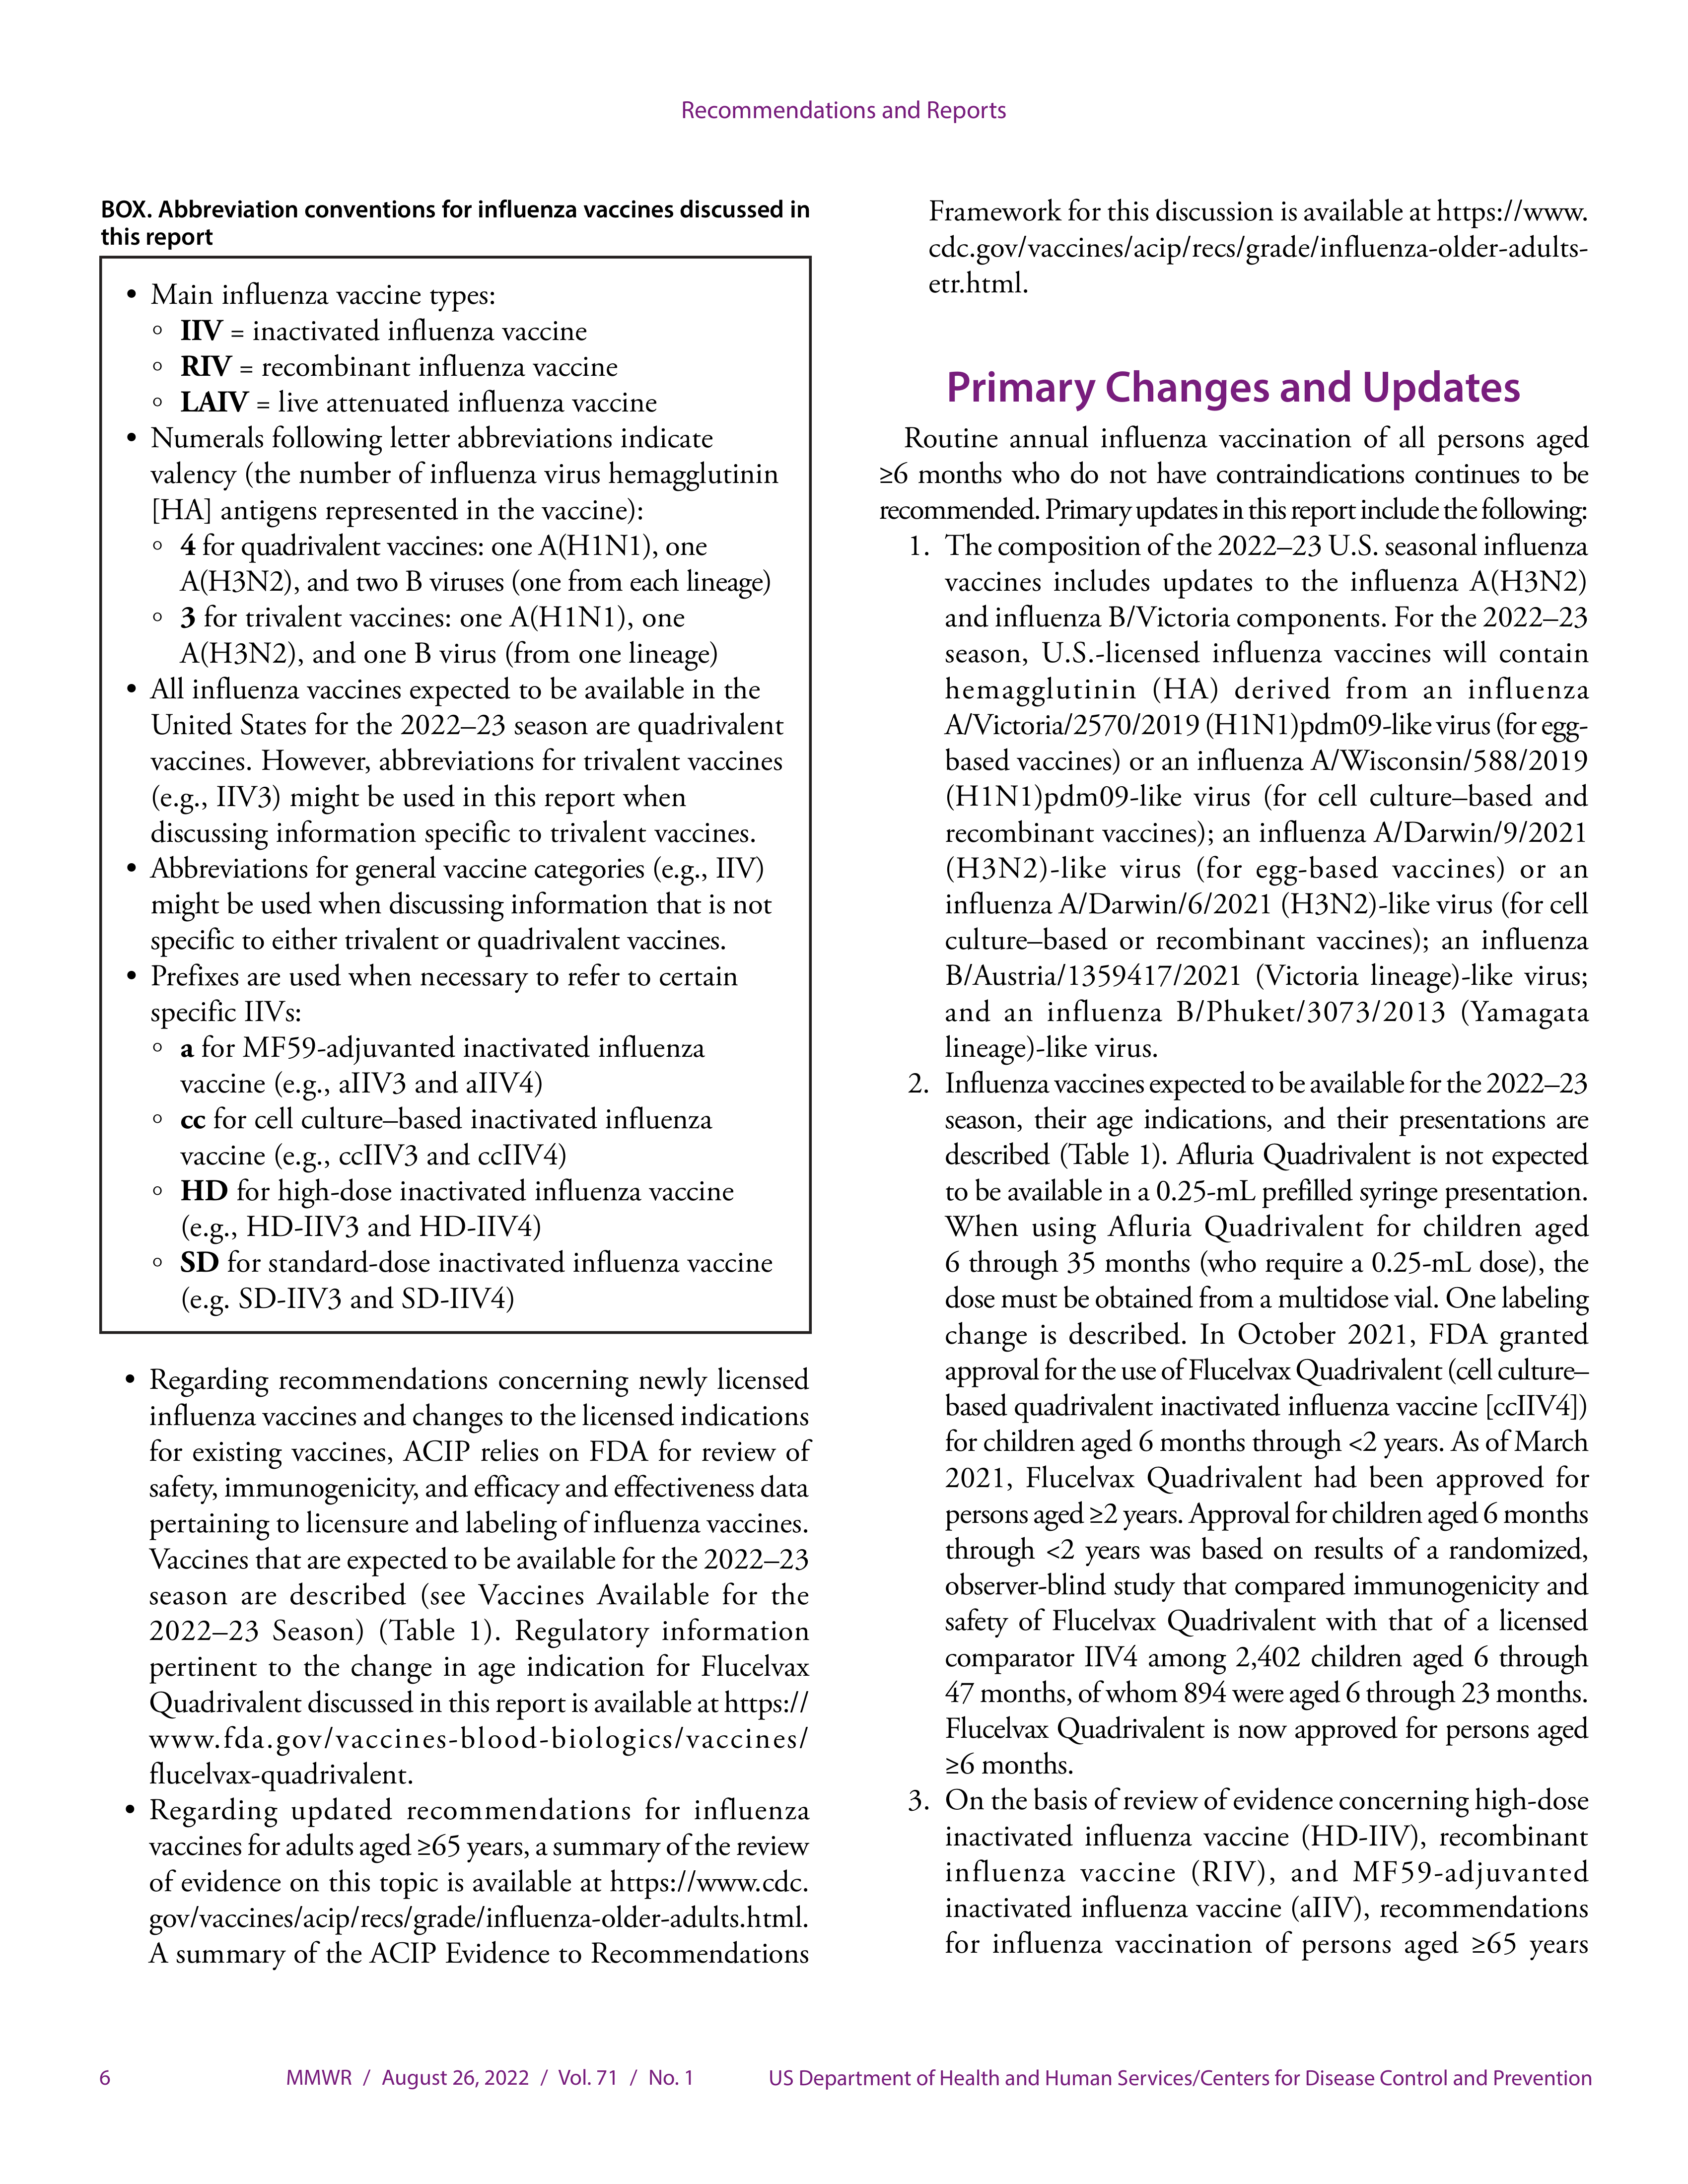 Recommendations and Reports
BOX. Abbreviation conventions for influenza vaccines discussed in
this report
• Main influenza vaccine types:
◦ IIV = inactivated influenza vaccine
◦ RIV = recombinant influenza vaccine
◦ LAIV = live attenuated influenza vaccine
• Numerals following letter abbreviations indicate
valency (the number of influenza virus hemagglutinin
[HA] antigens represented in the vaccine):
◦ 4 for quadrivalent vaccines: one A(H1N1), one
A(H3N2), and two B viruses (one from each lineage)
◦ 3 for trivalent vaccines: one A(H1N1), one
A(H3N2), and one B virus (from one lineage)
• All influenza vaccines expected to be available in the
United States for the 2022–23 season are quadrivalent
vaccines. However, abbreviations for trivalent vaccines
(e.g., IIV3) might be used in this report when
discussing information specific to trivalent vaccines.
• Abbreviations for general vaccine categories (e.g., IIV)
might be used when discussing information that is not
specific to either trivalent or quadrivalent vaccines.
• Prefixes are used when necessary to refer to certain
specific IIVs:
◦ a for MF59-adjuvanted inactivated influenza
vaccine (e.g., aIIV3 and aIIV4)
◦ cc for cell culture–based inactivated influenza
vaccine (e.g., ccIIV3 and ccIIV4)
◦ HD for high-dose inactivated influenza vaccine
(e.g., HD-IIV3 and HD-IIV4)
◦ SD for standard-dose inactivated influenza vaccine
(e.g. SD-IIV3 and SD-IIV4)
• Regarding recommendations concerning newly licensed
influenza vaccines and changes to the licensed indications
for existing vaccines, ACIP relies on FDA for review of
safety, immunogenicity, and efficacy and effectiveness data
pertaining to licensure and labeling of influenza vaccines.
Vaccines that are expected to be available for the 2022–23
season are described (see Vaccines Available for the
2022–23 Season) (Table 1). Regulatory information
pertinent to the change in age indication for Flucelvax
Quadrivalent discussed in this report is available at https://
www.fda.gov/vaccines-blood-biologics/vaccines/
flucelvax-quadrivalent.
• Regarding updated recommendations for influenza
vaccines for adults aged ≥65 years, a summary of the review
of evidence on this topic is available at https://www.cdc.
gov/vaccines/acip/recs/grade/influenza-older-adults.html.
A summary of the ACIP Evidence to Recommendations
Framework for this discussion is available at https://www.
cdc.gov/vaccines/acip/recs/grade/influenza-older-adults-
etr.html.
Primary Changes and Updates
Routine annual influenza vaccination of all persons aged
≥6 months who do not have contraindications continues to be
recommended. Primary updates in this report include the following:
1. The composition of the 2022–23 U.S. seasonal influenza
vaccines includes updates to the influenza A(H3N2)
and influenza B/Victoria components. For the 2022–23
season, U.S.-licensed influenza vaccines will contain
hemagglutinin (HA) derived from an influenza
A/Victoria/2570/2019 (H1N1)pdm09-like virus (for egg-
based vaccines) or an influenza A/Wisconsin/588/2019
(H1N1)pdm09-like virus (for cell culture–based and
recombinant vaccines); an influenza A/Darwin/9/2021
(H3N2)-like virus (for egg-based vaccines) or an
influenza A/Darwin/6/2021 (H3N2)-like virus (for cell
culture–based or recombinant vaccines); an influenza
B/Austria/1359417/2021 (Victoria lineage)-like virus;
and an influenza B/Phuket/3073/2013 (Yamagata
lineage)-like virus.
2. Influenza vaccines expected to be available for the 2022–23
season, their age indications, and their presentations are
described (Table 1). Afluria Quadrivalent is not expected
to be available in a 0.25-mL prefilled syringe presentation.
When using Afluria Quadrivalent for children aged
6 through 35 months (who require a 0.25-mL dose), the
dose must be obtained from a multidose vial. One labeling
change is described. In October 2021, FDA granted
approval for the use of Flucelvax Quadrivalent (cell culture–
based quadrivalent inactivated influenza vaccine [ccIIV4])
for children aged 6 months through <2 years. As of March
2021, Flucelvax Quadrivalent had been approved for
persons aged ≥2 years. Approval for children aged 6 months
through <2 years was based on results of a randomized,
observer-blind study that compared immunogenicity and
safety of Flucelvax Quadrivalent with that of a licensed
comparator IIV4 among 2,402 children aged 6 through
47 months, of whom 894 were aged 6 through 23 months.
Flucelvax Quadrivalent is now approved for persons aged
≥6 months.
3. On the basis of review of evidence concerning high-dose
inactivated influenza vaccine (HD-IIV), recombinant
influenza vaccine (RIV), and MF59-adjuvanted
inactivated influenza vaccine (aIIV), recommendations
for influenza vaccination of persons aged ≥65 years
6 MMWR / August 26, 2022 / Vol. 71 / No. 1 US Department of Health and Human Services/Centers for Disease Control and Prevention